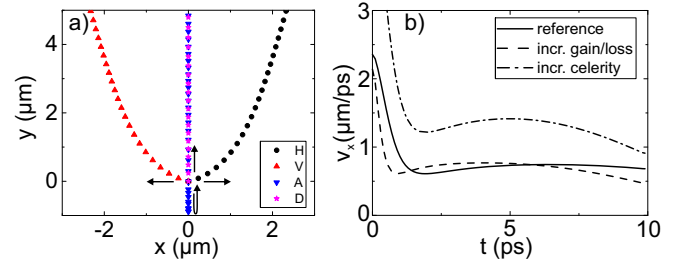 a)
y (μm)
4
2
0
-2
0
2
x (μm)
H
V
A
D
b)
reference
incr. gain/loss
incr. celerity
vx(μm/ps)
3
2
1
0
0
5
10
t (ps)